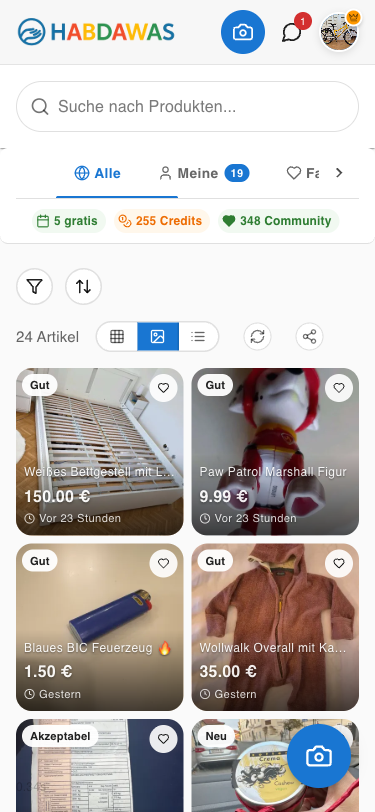 HABDAWAS
1
Suche nach Produkten...
Alle
Meine 19
Fa
5 gratis
255 Credits
348 Community
24 Artikel
Gut
Weißes Bettgestell mit L...
150.00 €
Vor 23 Stunden
Gut
Paw Patrol Marshall Figur
9.99 €
Vor 23 Stunden
Gut
Blaues BIC Feuerzeug 🔥
1.50 €
Gestern
Gut
Wollwalk Overall mit Ka...
35.00 €
Gestern
Akzeptabel
Neu
Creme